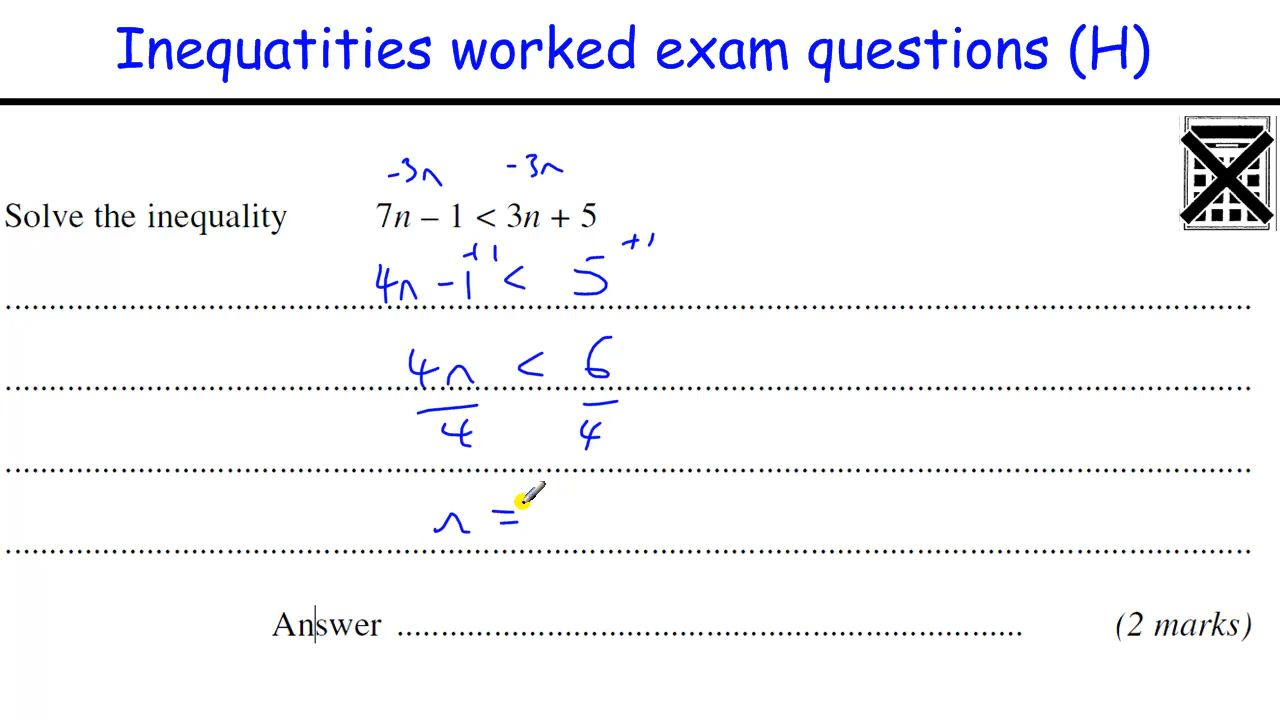 Inequatities worked exam questions (H)
-3n -3n
Solve the inequality 7n – 1 < 3n + 5
+1 +1
4n - 1 < 5
4n < 6
4 4
n =
Answer ........................................................................ (2 marks)